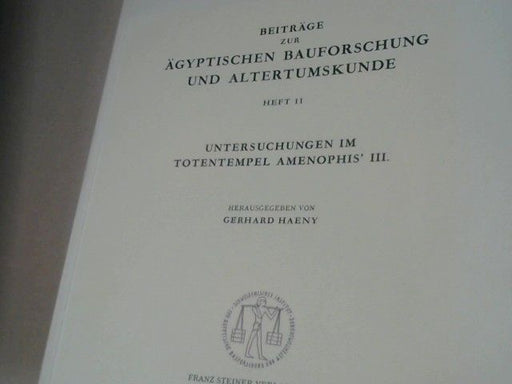 BEITRÄGE
ZUR
ÄGYPTISCHEN BAUFORSCHUNG
UND ALTERTUMSKUNDE
HEFT 11
UNTERSUCHUNGEN IM
TOTENTEMPEL AMENOPHIS' III.
HERAUSGEGEBEN VON
GERHARD HAENY
FRANZ STEINER